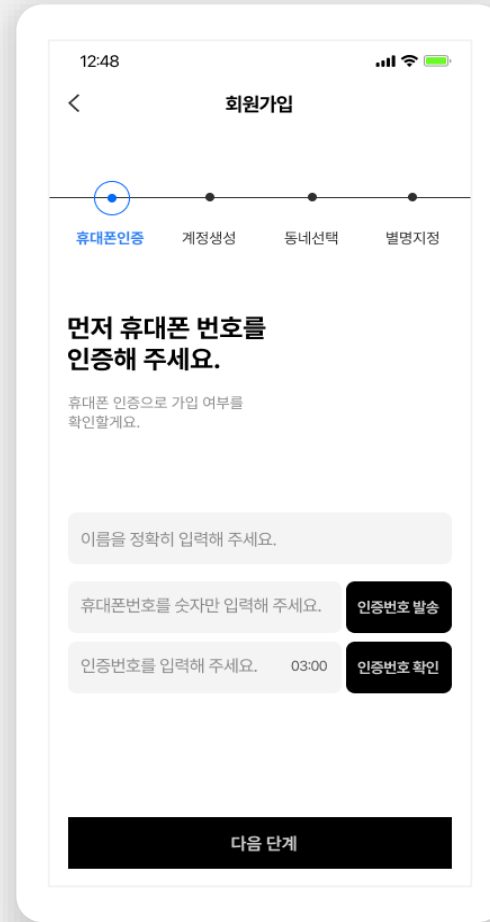 12:48
회원가입
휴대폰인증 계정생성 동네선택 별명지정
먼저 휴대폰 번호를
인증해 주세요.
휴대폰 인증으로 가입 여부를
확인할게요.
이름을 정확히 입력해 주세요.
휴대폰번호를 숫자만 입력해 주세요. 인증번호 발송
인증번호를 입력해 주세요. 03:00 인증번호 확인
다음 단계